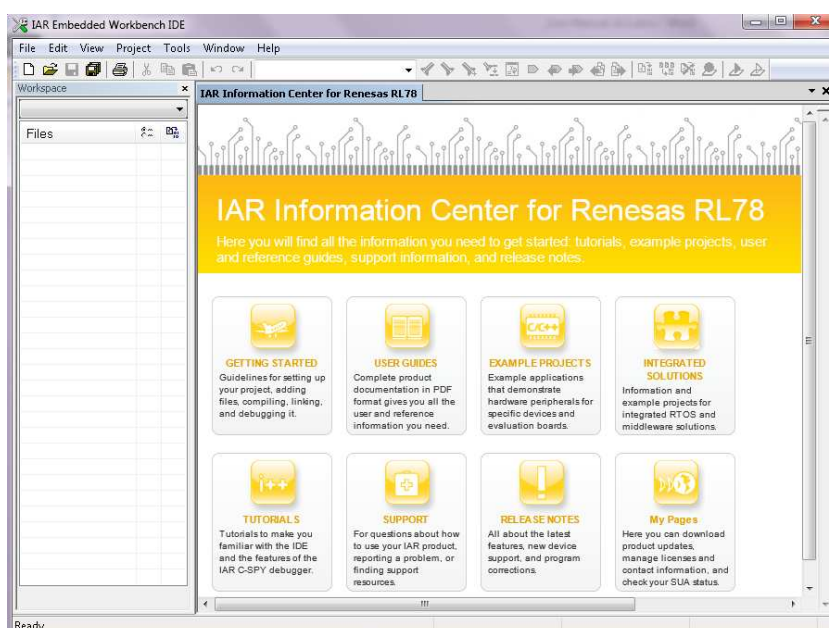 IAR Embedded Workbench IDE
File Edit View Project Tools Window Help
Workspace
Files
IAR Information Center for Renesas RL78
IAR Information Center for Renesas RL78
Here you will find all the information you need to get started: tutorials, example projects, user
and reference guides, support information, and release notes.
GETTING STARTED
Guidelines for setting up
your project, adding
files, compiling, linking,
and debugging it.
USER GUIDES
Complete product
documentation in PDF
format gives you all the
user and reference
information you need.
C/C++
EXAMPLE PROJECTS
Example applications
that demonstrate
hardware peripherals for
specific devices and
evaluation boards.
INTEGRATED
SOLUTIONS
Information and
example projects for
integrated RTOS and
middleware solutions.
i++
TUTORIALS
Tutorials to make you
familiar with the IDE
and the features of the
IAR C-SPY debugger.
SUPPORT
For questions about how
to use your IAR product,
reporting a problem, or
finding support
resources.
RELEASE NOTES
All about the latest
features, new device
support, and program
corrections.
My Pages
Here you can download
product updates,
manage licenses and
contact information, and
check your SUA status.
Ready